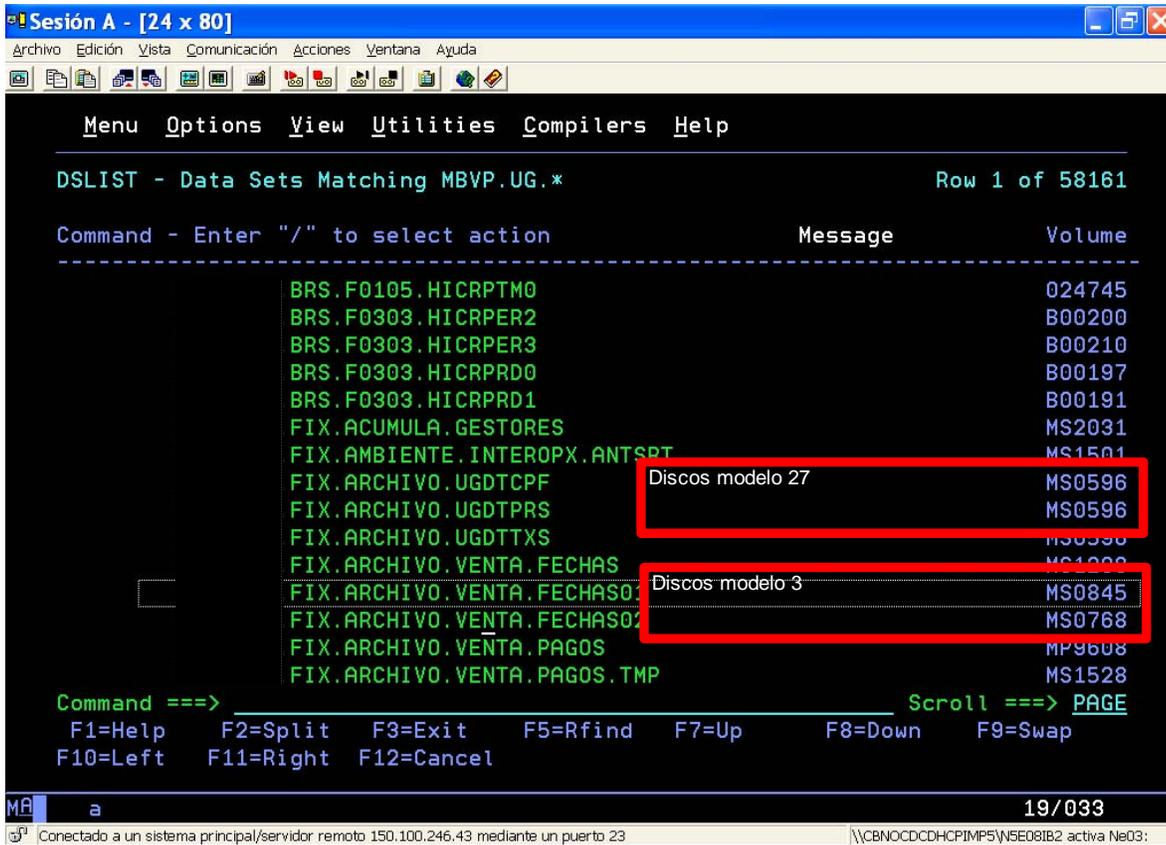 Sesión A - [24 x 80]
Archivo Edición Vista Comunicación Acciones Ventana Ayuda
Menu Options View Utilities Compilers Help
DSLIST - Data Sets Matching MBVP.UG.* Row 1 of 58161
Command - Enter "/" to select action Message Volume
BRS.F0105.HICRPTM0 024745
BRS.F0303.HICRPER2 B00200
BRS.F0303.HICRPER3 B00210
BRS.F0303.HICRPRD0 B00197
BRS.F0303.HICRPRD1 B00191
FIX.ACUMULA.GESTORES MS2031
FIX.AMBIENTE.INTEROPX.ANTSRT MS1501
Discos modelo 27
FIX.ARCHIVO.UGDTCPF MS0596
FIX.ARCHIVO.UGDTPRS MS0596
FIX.ARCHIVO.UGDTTXS
FIX.ARCHIVO.VENTA.FECHAS
Discos modelo 3
FIX.ARCHIVO.VENTA.FECHAS01 MS0845
FIX.ARCHIVO.VENTA.FECHAS02 MS0768
FIX.ARCHIVO.VENTA.PAGOS MP9608
FIX.ARCHIVO.VENTA.PAGOS.TMP MS1528
Command ===> Scroll ===> PAGE
F1=Help F2=Split F3=Exit F5=Rfind F7=Up F8=Down F9=Swap
F10=Left F11=Right F12=Cancel
MA a 19/033
Conectado a un sistema principal/servidor remoto 150.100.246.43 mediante un puerto 23 \\CBNOCDCDHCPIMP5\N5E08IB2 activa Ne03: